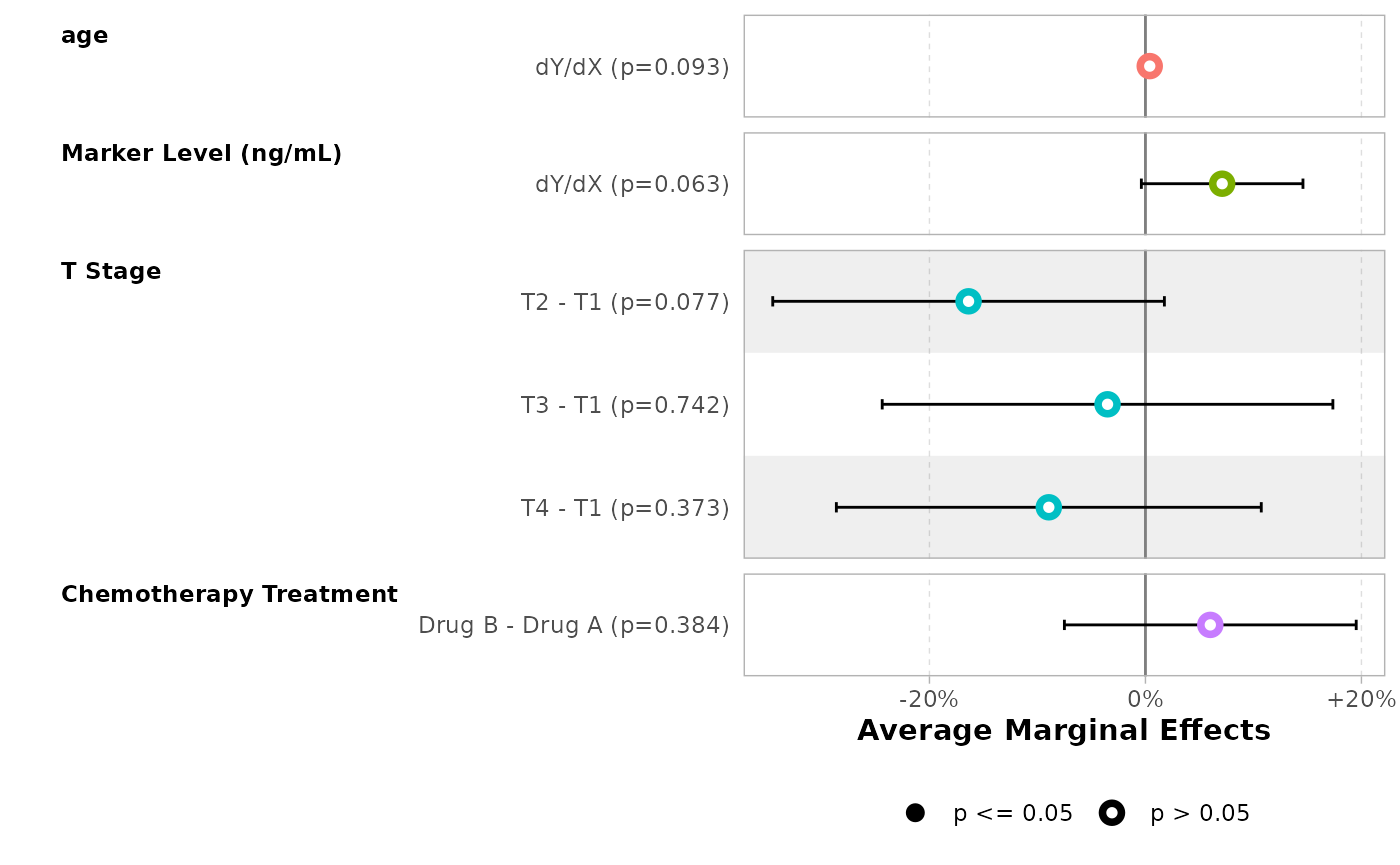 age
dY/dX (p=0.093)
Marker Level (ng/mL)
dY/dX (p=0.063)
T Stage
T2 - T1 (p=0.077)
T3 - T1 (p=0.742)
T4 - T1 (p=0.373)
Chemotherapy Treatment
Drug B - Drug A (p=0.384)
-20% 0% +20%
Average Marginal Effects
p <= 0.05 p > 0.05